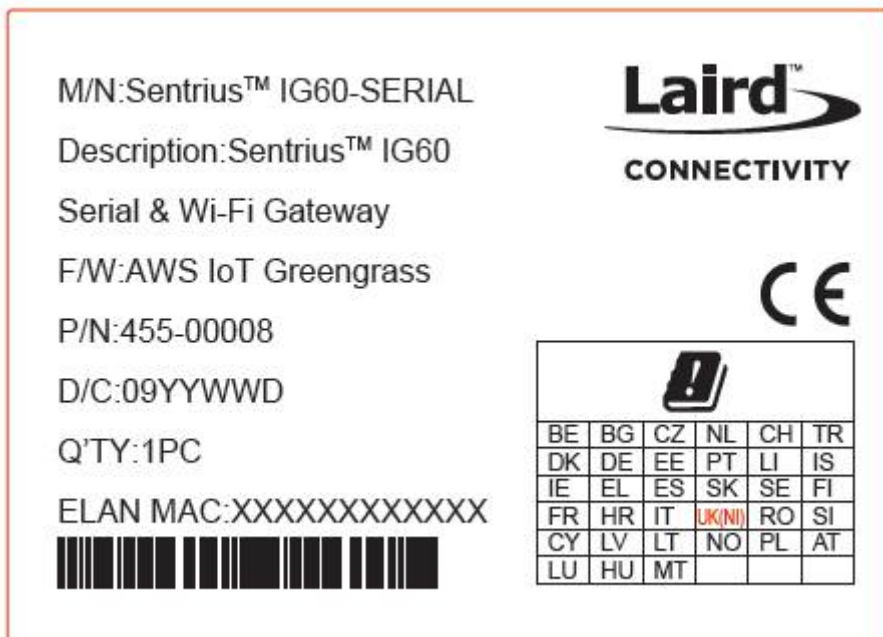 M/N:Sentrius™ IG60-SERIAL
Description:Sentrius™ IG60
Serial & Wi-Fi Gateway
F/W:AWS IoT Greengrass
P/N:455-00008
D/C:09YYWWD
Q'TY:1PC
ELAN MAC:XXXXXXXXXXXX
Laird™
CONNECTIVITY
CE
!
BE BG CZ NL CH TR
DK DE EE PT LI IS
IE EL ES SK SE FI
FR HR IT UK(NI) RO SI
CY LV LT NO PL AT
LU HU MT